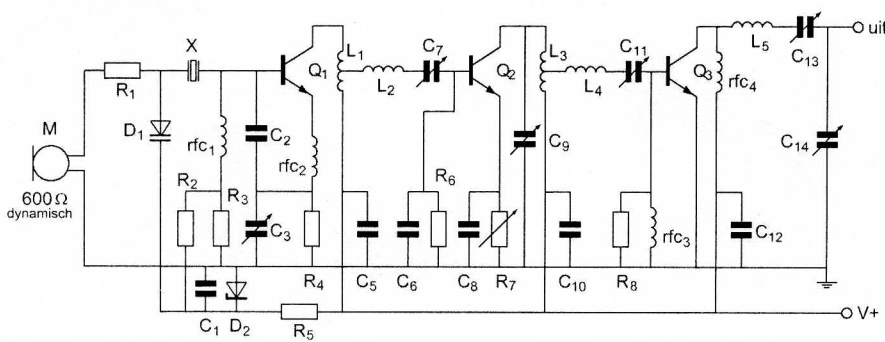 M
600 Ω
dynamisch
R1
D1
X
rfc1
R2
R3
C1
D2
C2
C3
Q1
rfc2
R4
R5
L1
L2
C5
C7
C6
R6
C8
Q2
R7
C9
L3
L4
C10
C11
R8
rfc3
Q3
rfc4
C12
L5
C13
C14
uit
V+